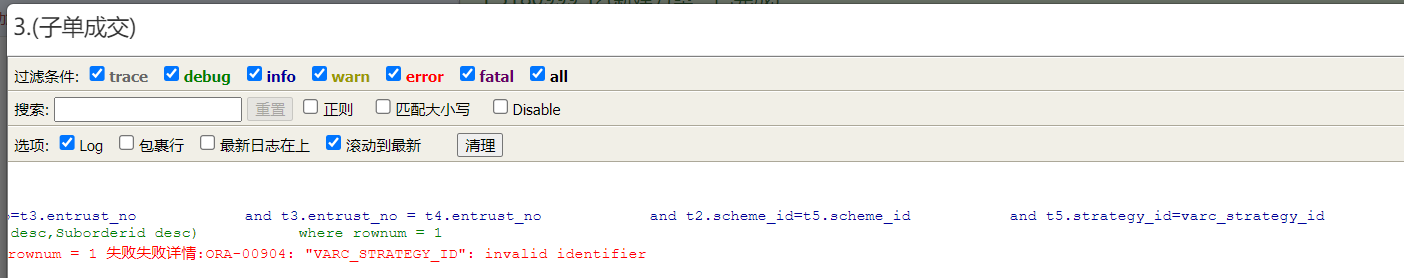 3.(子单成交)
过滤条件: trace debug info warn error fatal all
搜索: 重置 正则 匹配大小写 Disable
选项: Log 包裹行 最新日志在上 滚动到最新 清理
=t3.entrust_no and t3.entrust_no = t4.entrust_no and t2.scheme_id=t5.scheme_id and t5.strategy_id=varc_strategy_id
desc,Suborderid desc) where rownum = 1
rownum = 1 失败失败详情:ORA-00904: "VARC_STRATEGY_ID": invalid identifier